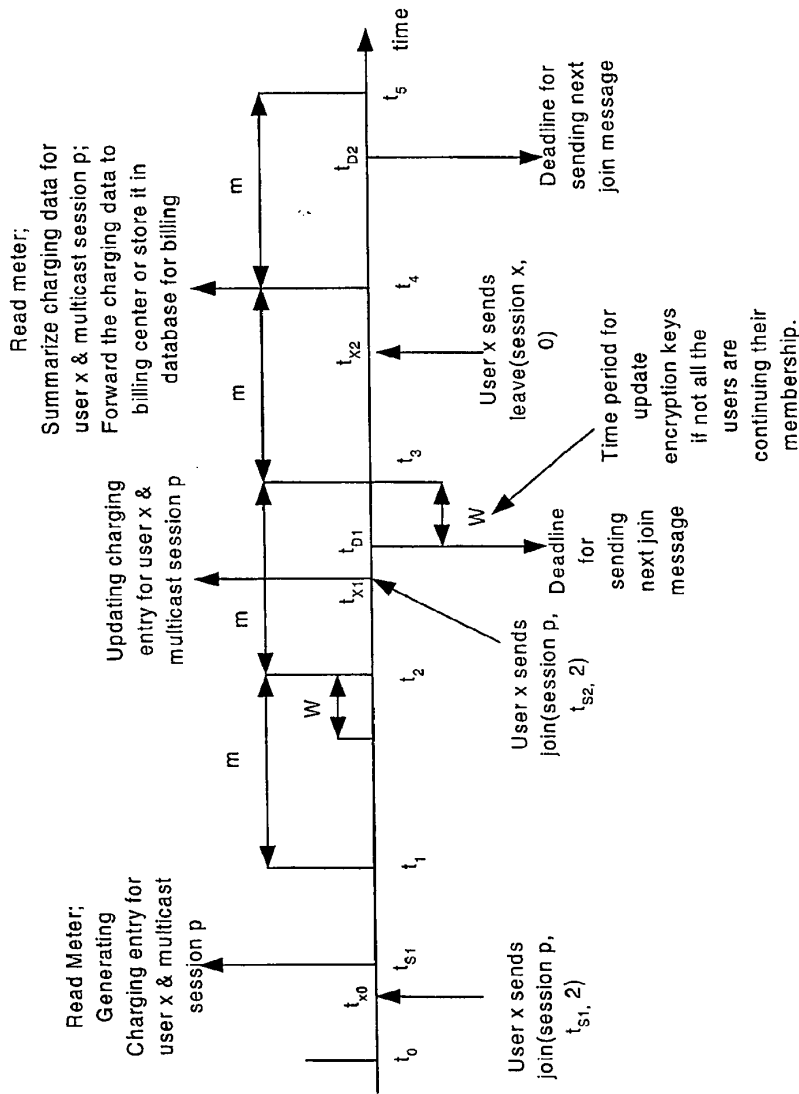 Read Meter;
Generating
Charging entry for
user x & multicast
session p
Updating charging
entry for user x &
multicast session p
Read meter;
Summarize charging data for
user x & multicast session p;
Forward the charging data to
billing center or store it in
database for billing
m
m
m
m
W
t0
tx0
tS1
t1
t2
tX1
tD1
t3
tX2
t4
tD2
t5
time
W
User x sends
join(session p,
tS1, 2)
User x sends
join(session p,
tS2, 2)
Deadline
for
sending
next join
message
Time period for
update
encryption keys
if not all the
users are
continuing their
membership.
User x sends
leave(session x,
0)
Deadline for
sending next
join message